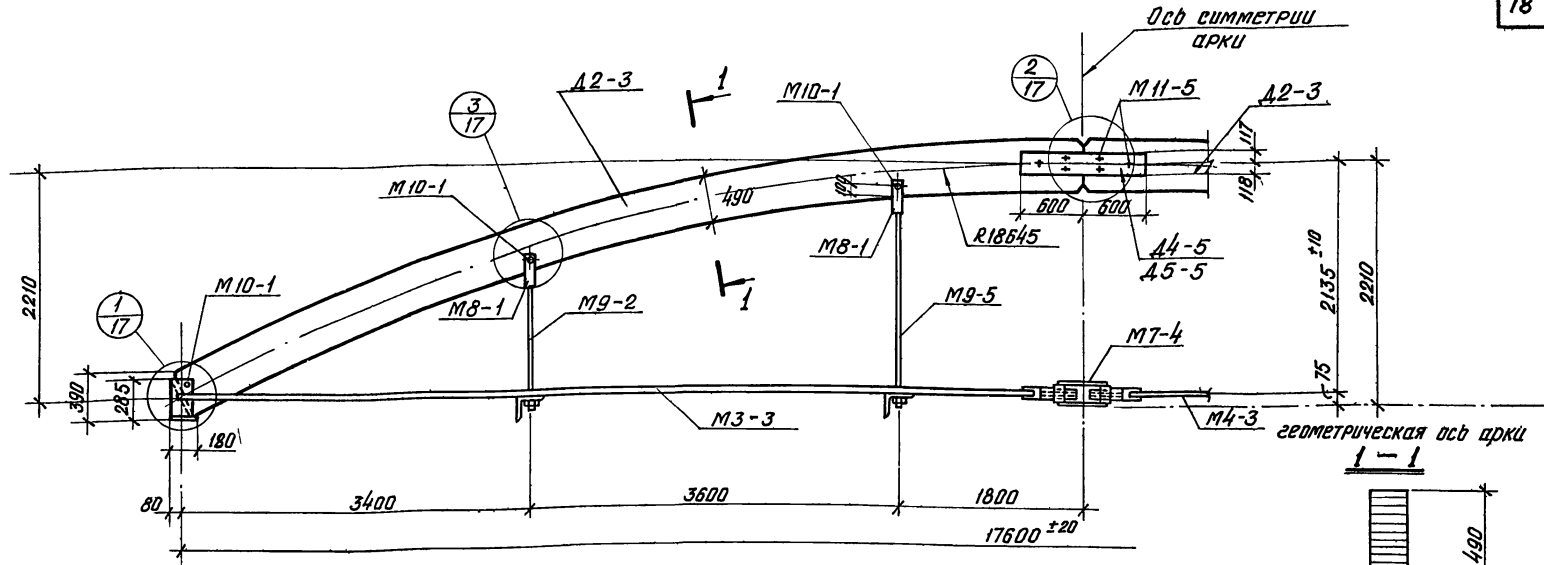 18
Ось симметрии
арки
Д2-3
1
М10-1
2
17
М11-5
Д2-3
3
17
117
М10-1
490
100
118
600
600
2210
М8-1
R18645
Д4-5
Д5-5
2135 ±10
2210
М10-1
1
17
М8-1
М9-2
1
М9-5
М7-4
75
390
285
М3-3
М4-3
геометрическая ось арки
180
1 - 1
80
3400
3600
1800
17600 ±20
490